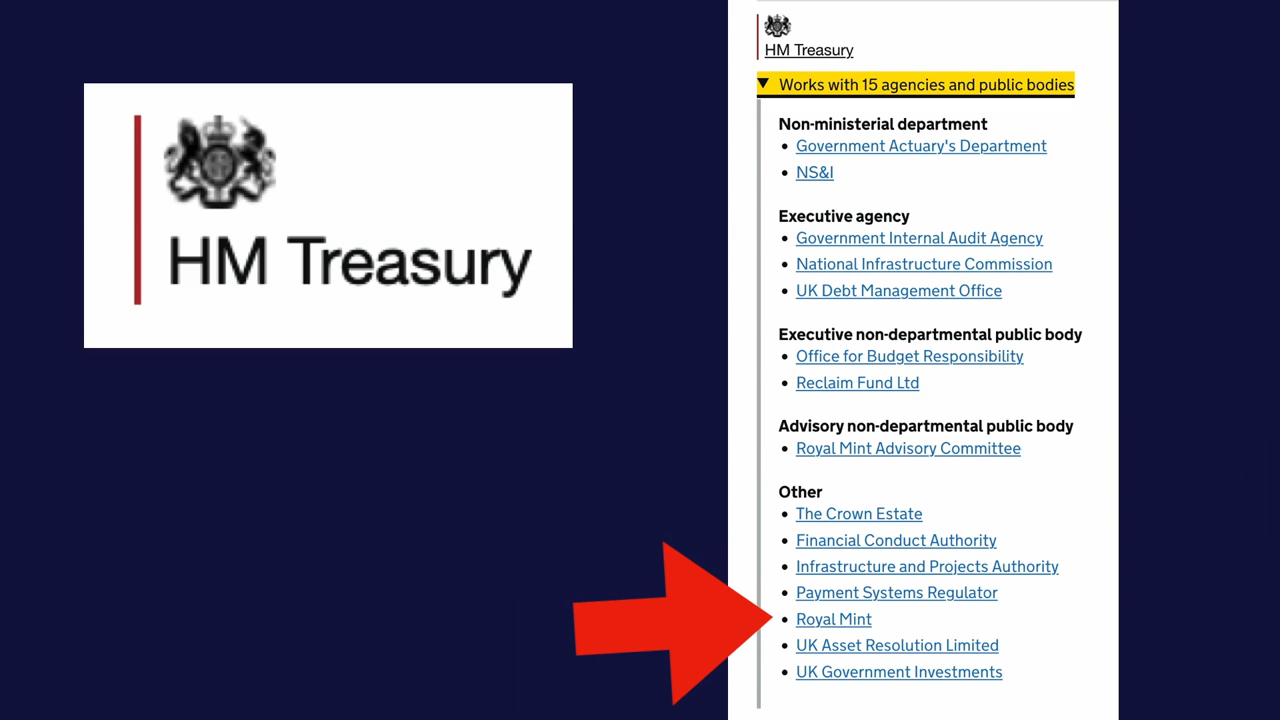 HM Treasury
HM Treasury
Works with 15 agencies and public bodies
Non-ministerial department
Government Actuary's Department
NS&I
Executive agency
Government Internal Audit Agency
National Infrastructure Commission
UK Debt Management Office
Executive non-departmental public body
Office for Budget Responsibility
Reclaim Fund Ltd
Advisory non-departmental public body
Royal Mint Advisory Committee
Other
The Crown Estate
Financial Conduct Authority
Infrastructure and Projects Authority
Payment Systems Regulator
Royal Mint
UK Asset Resolution Limited
UK Government Investments